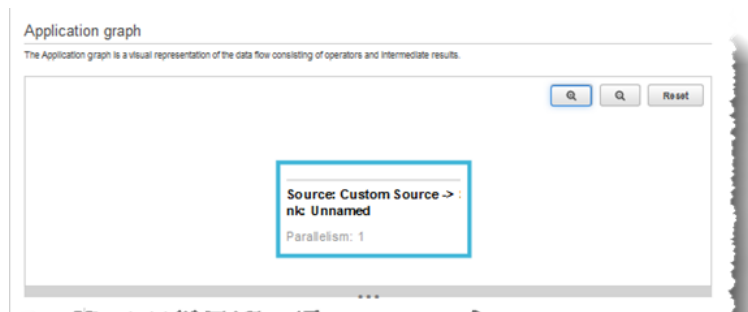 Application graph
The Application graph is a visual representation of the data flow consisting of operators and intermediate results.
Reset
Source: Custom Source ->
nk: Unnamed
Parallelism: 1